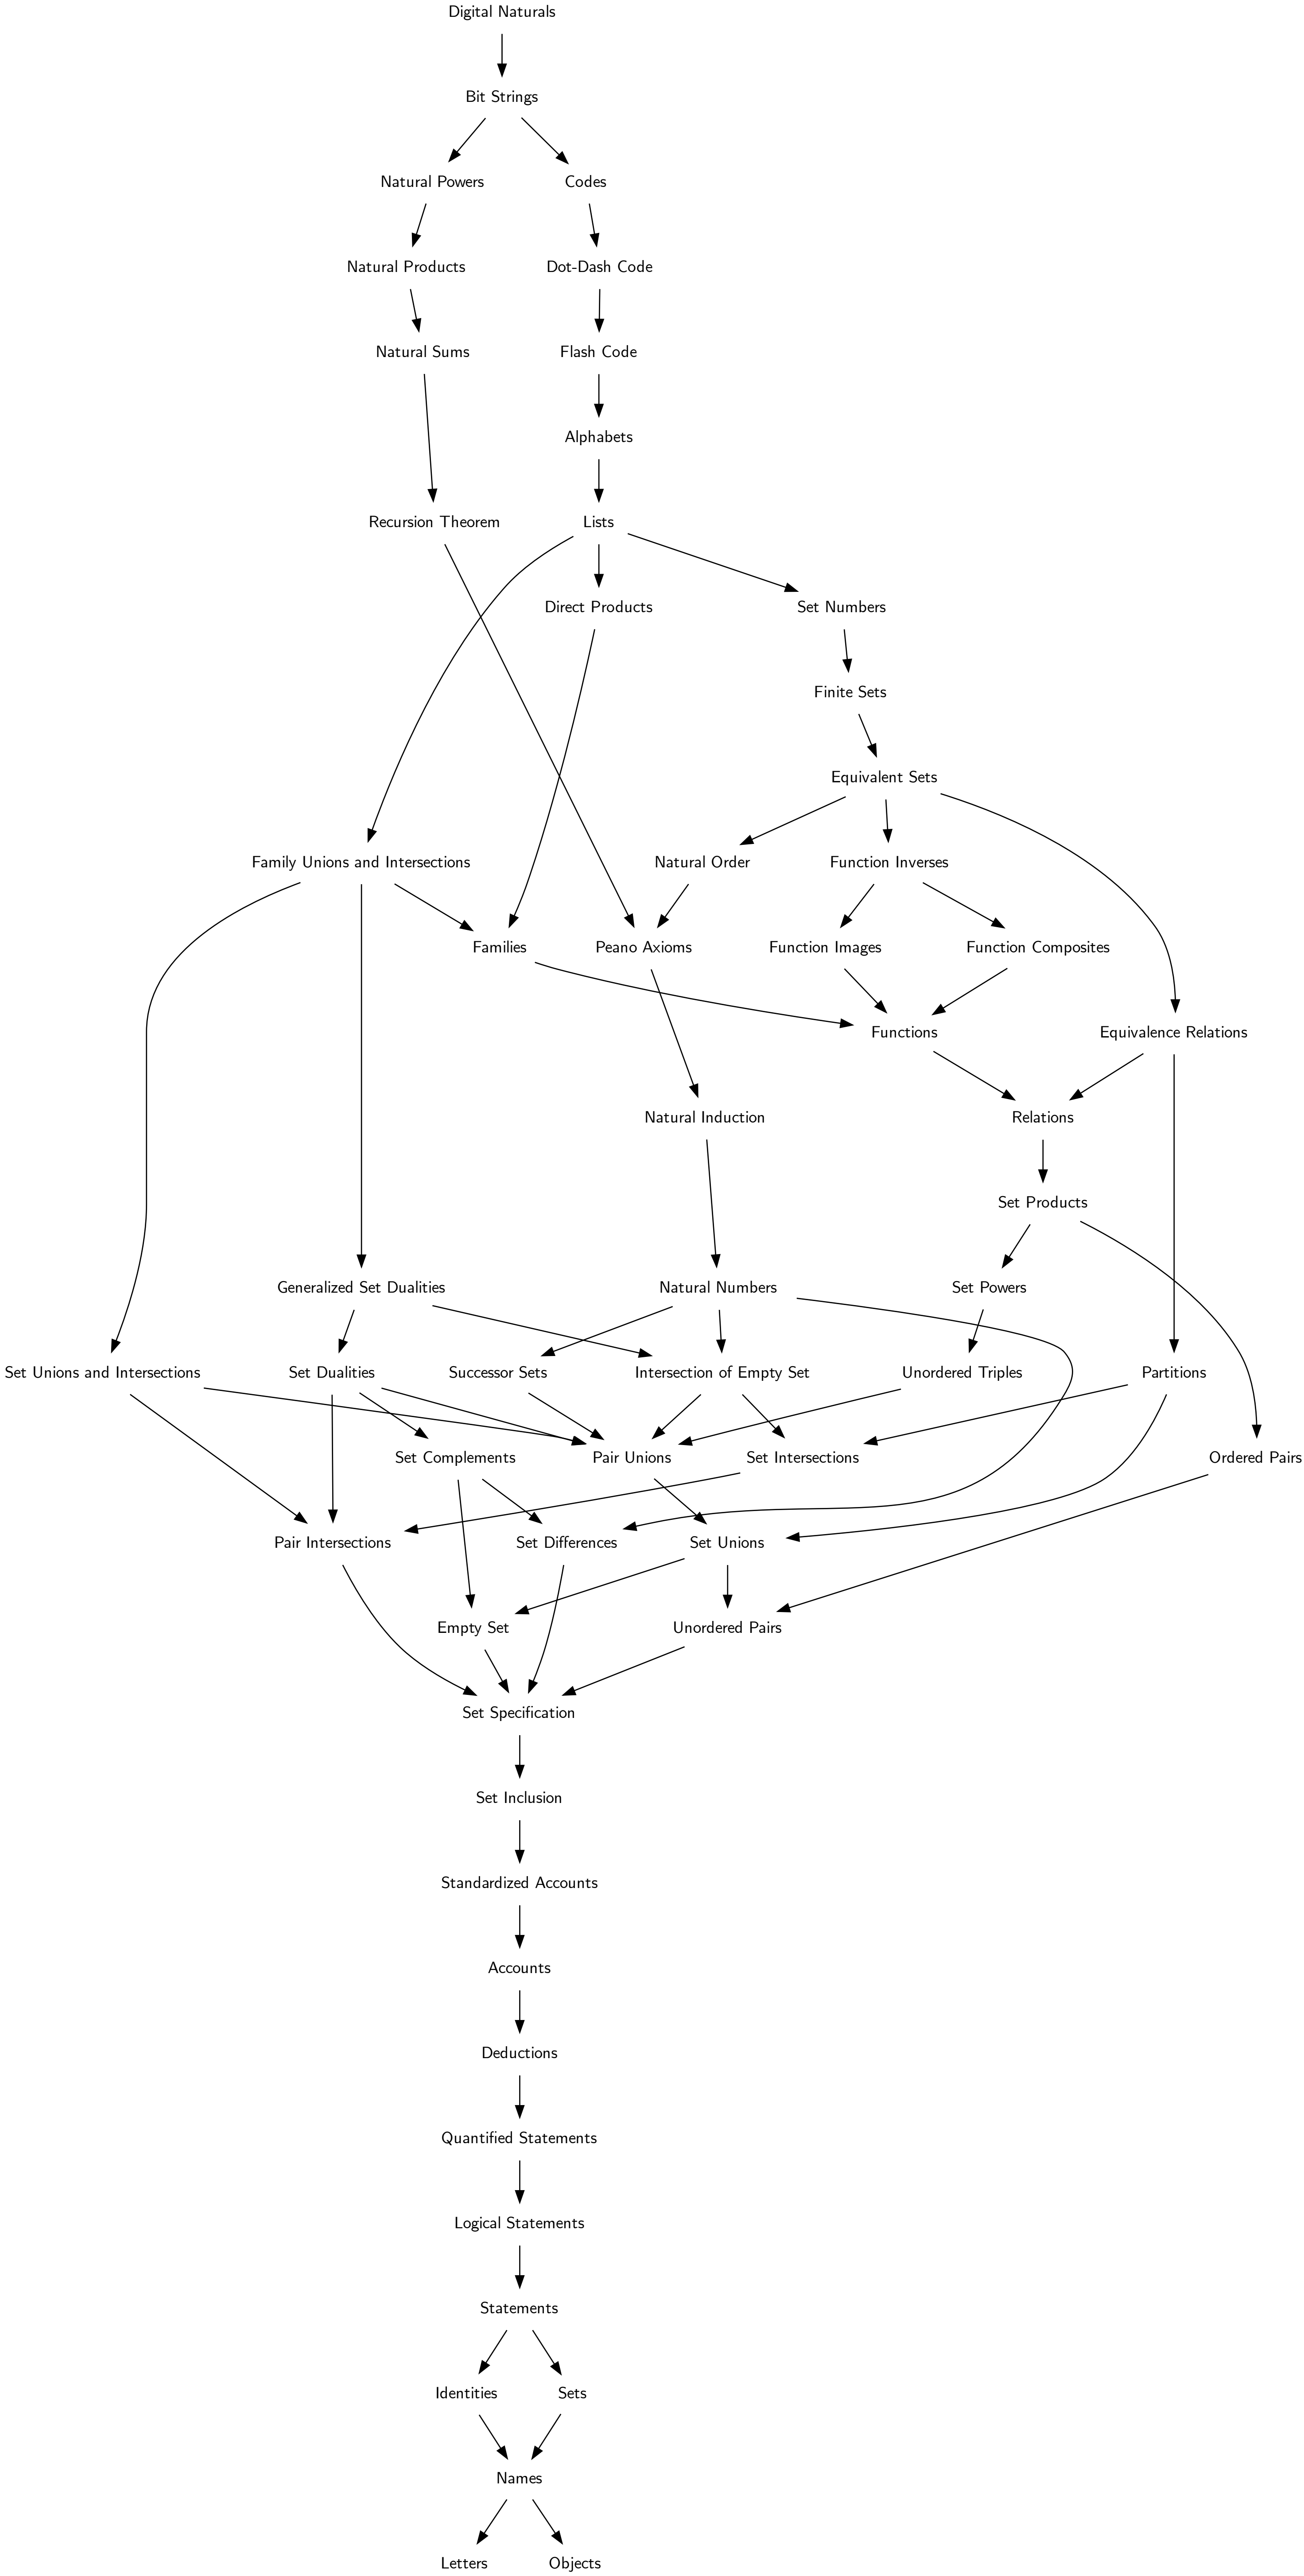 Digital Naturals
Bit Strings
Natural Powers
Codes
Natural Products
Dot-Dash Code
Natural Sums
Flash Code
Alphabets
Recursion Theorem
Lists
Direct Products
Set Numbers
Finite Sets
Equivalent Sets
Family Unions and Intersections
Natural Order
Function Inverses
Families
Peano Axioms
Function Images
Function Composites
Functions
Equivalence Relations
Natural Induction
Relations
Set Products
Generalized Set Dualities
Natural Numbers
Set Powers
Set Unions and Intersections
Set Dualities
Successor Sets
Intersection of Empty Set
Unordered Triples
Partitions
Set Complements
Pair Unions
Set Intersections
Ordered Pairs
Pair Intersections
Set Differences
Set Unions
Empty Set
Unordered Pairs
Set Specification
Set Inclusion
Standardized Accounts
Accounts
Deductions
Quantified Statements
Logical Statements
Statements
Identities
Sets
Names
Letters
Objects